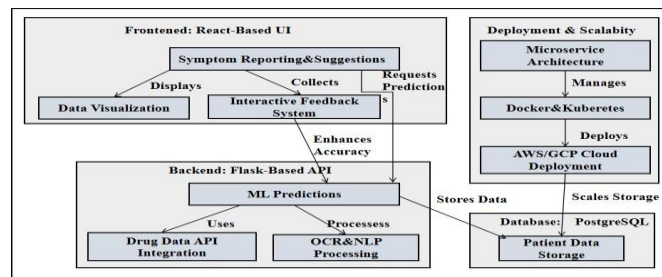 Frontened: React-Based UI
Symptom Reporting&Suggestions
Displays
Collects
Requests
Prediction
s
Data Visualization
Interactive Feedback
System
Enhances
Accuracy
Backend: Flask-Based API
ML Predictions
Uses
Processess
Drug Data API
Integration
OCR&NLP
Processing
Stores Data
Deployment & Scalabity
Microservice
Architecture
Manages
Docker&Kuberetes
Deploys
AWS/GCP Cloud
Deployment
Scales Storage
Database: PostgreSQL
Patient Data
Storage